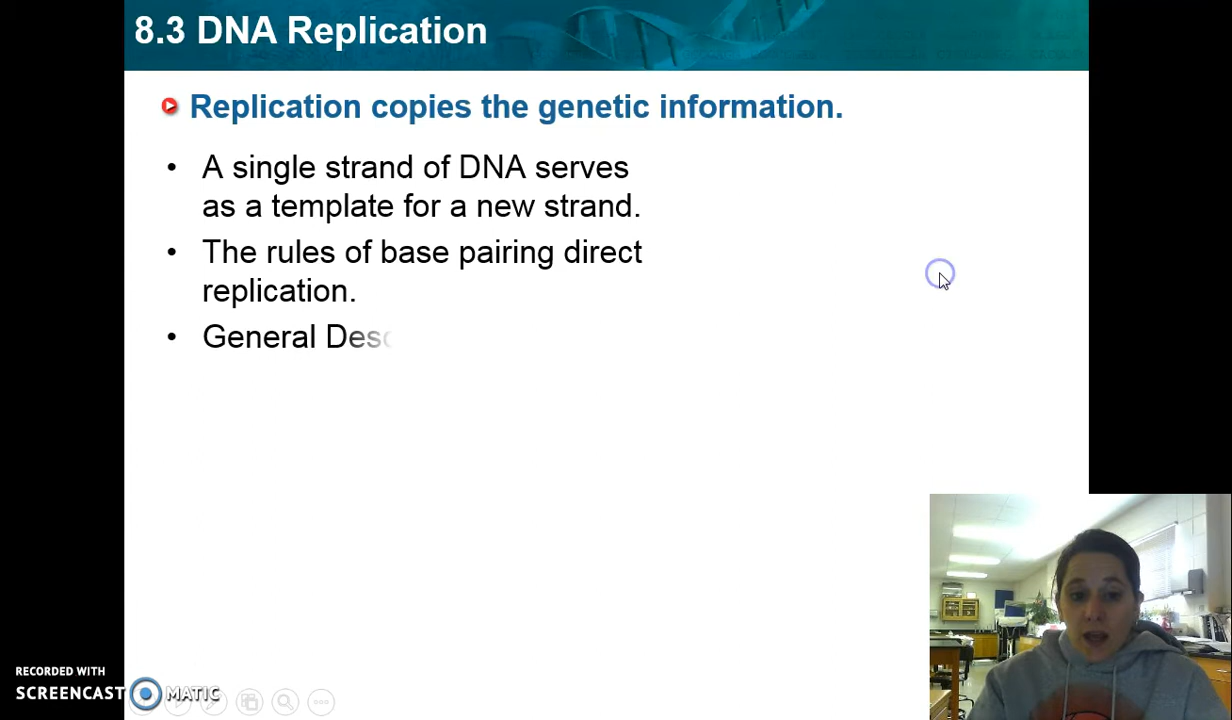 8.3 DNA Replication
Replication copies the genetic information.
• A single strand of DNA serves
as a template for a new strand.
• The rules of base pairing direct
replication.
• General Desc
RECORDED WITH
SCREENCAST MATIC